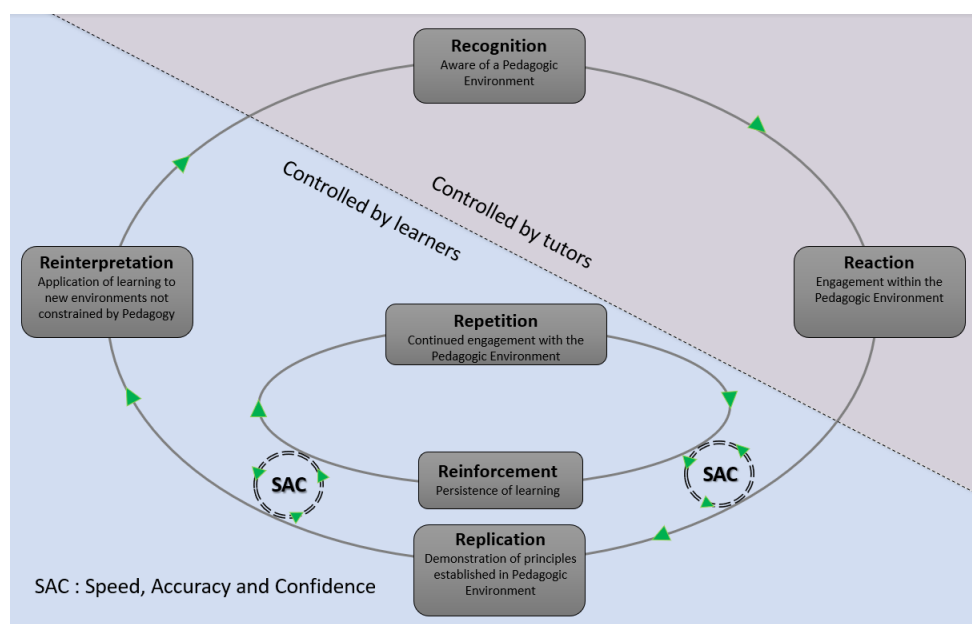 Recognition
Aware of a Pedagogic
Environment
Controlled by learners
Controlled by tutors
Reinterpretation
Application of learning to
new environments not
constrained by Pedagogy
Reaction
Engagement within the
Pedagogic Environment
Repetition
Continued engagement with the
Pedagogic Environment
Reinforcement
Persistence of learning
SAC
SAC
Replication
Demonstration of principles
established in Pedagogic
Environment
SAC : Speed, Accuracy and Confidence